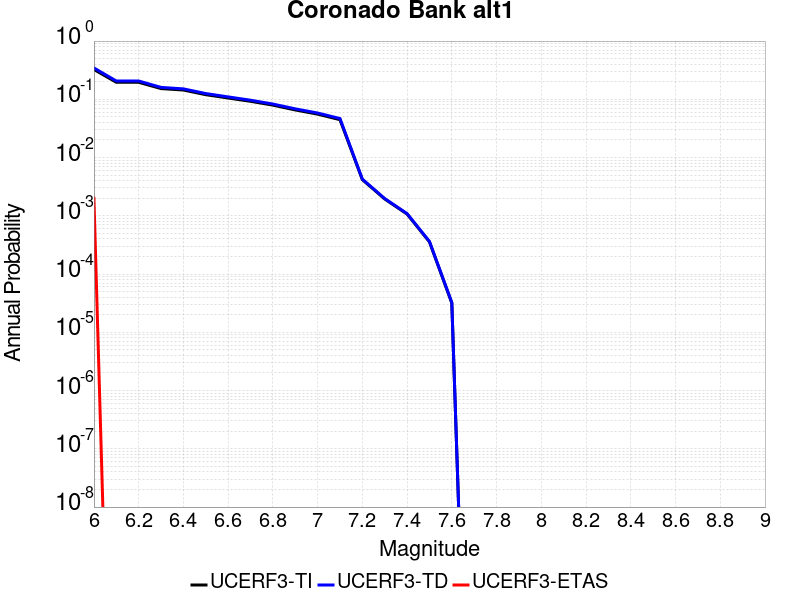 Coronado Bank alt1
10^0
10^-1
10^-2
10^-3
10^-4
10^-5
10^-6
10^-7
10^-8
Annual Probability
6 6.2 6.4 6.6 6.8 7 7.2 7.4 7.6 7.8 8 8.2 8.4 8.6 8.8 9
Magnitude
UCERF3-TI UCERF3-TD UCERF3-ETAS